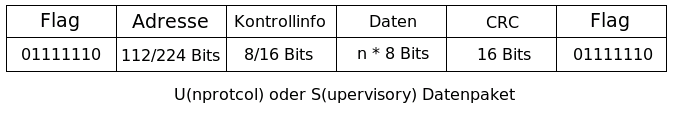 Flag Adresse Kontrollinfo Daten CRC Flag
01111110 112/224 Bits 8/16 Bits n * 8 Bits 16 Bits 01111110
U(nprotcol) oder S(upervisory) Datenpaket